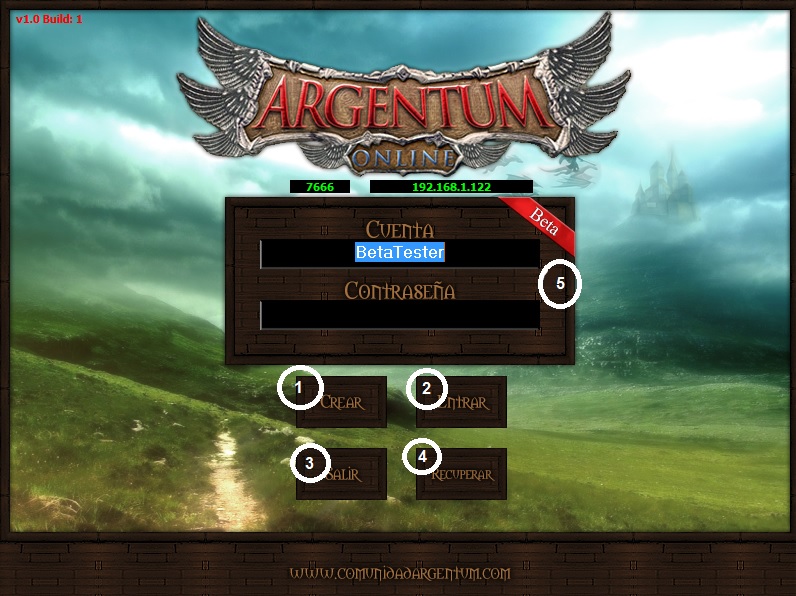 v1.0 Build: 1
ARGENTUM
ONLINE
7666 192.168.1.122
Beta
CUENTA
BetaTester
CONTRASEÑA
5
1 CREAR 2 ENTRAR
3 SALIR 4 RECUPERAR
WWW.COMUNIDADARGENTUM.COM